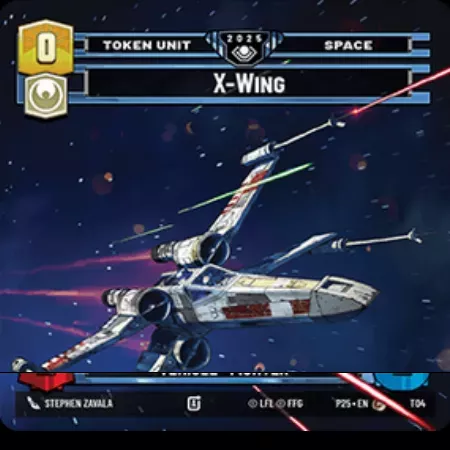 0
TOKEN UNIT
2025
SPACE
X-WING
STEPHEN ZAVALA
Ⓒ LFL Ⓒ FFG
P25 • EN
T04